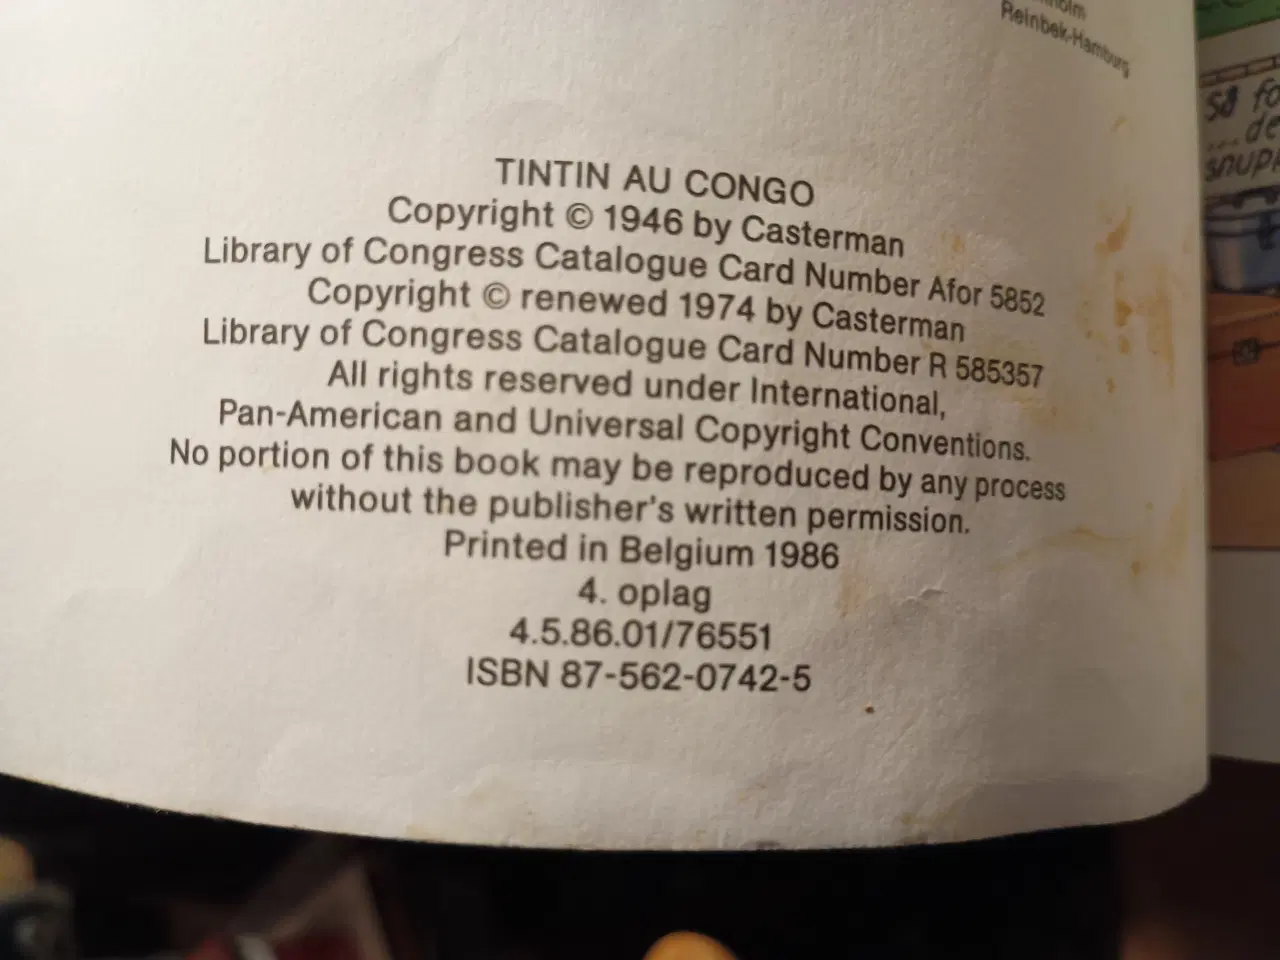 Reinbek-Hamburg
TINTIN AU CONGO
Copyright © 1946 by Casterman
Library of Congress Catalogue Card Number Afor 5852
Copyright © renewed 1974 by Casterman
Library of Congress Catalogue Card Number R 585357
All rights reserved under International,
Pan-American and Universal Copyright Conventions.
No portion of this book may be reproduced by any process
without the publisher's written permission.
Printed in Belgium 1986
4. oplag
4.5.86.01/76551
ISBN 87-562-0742-5